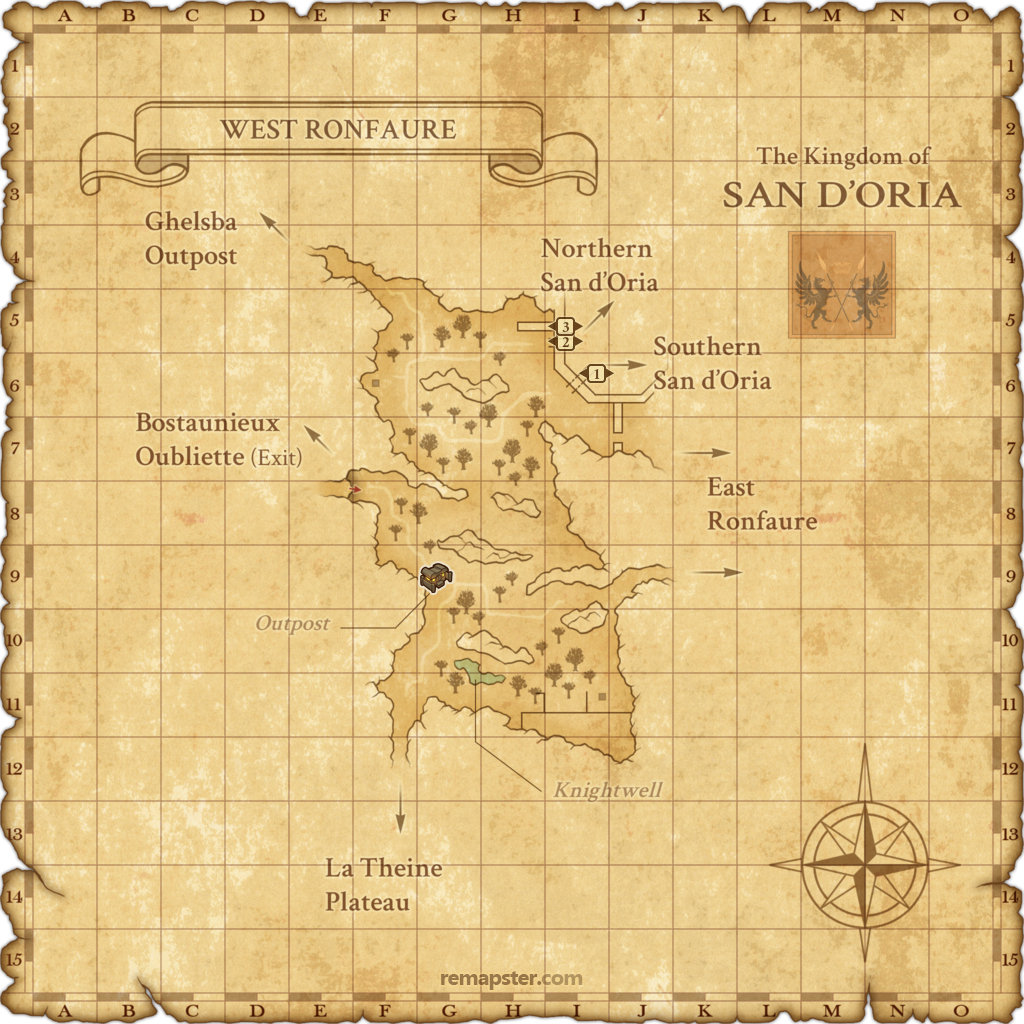 A B C D E F G H I J K L M N O
1 1
2 2
WEST RONFAURE
The Kingdom of
3 3
SAN D'ORIA
Ghelsba
Outpost
Northern
San d'Oria
4 4
5 5
3
2
Southern
San d'Oria
1
6 6
Bostaunieux
Oubliette (Exit)
7 7
East
Ronfaure
8 8
9 9
Outpost
10 10
11 11
12 12
Knightwell
13 13
La Theine
Plateau
14 14
15 15
remapster.com
A B C D E F G H I J K L M N O